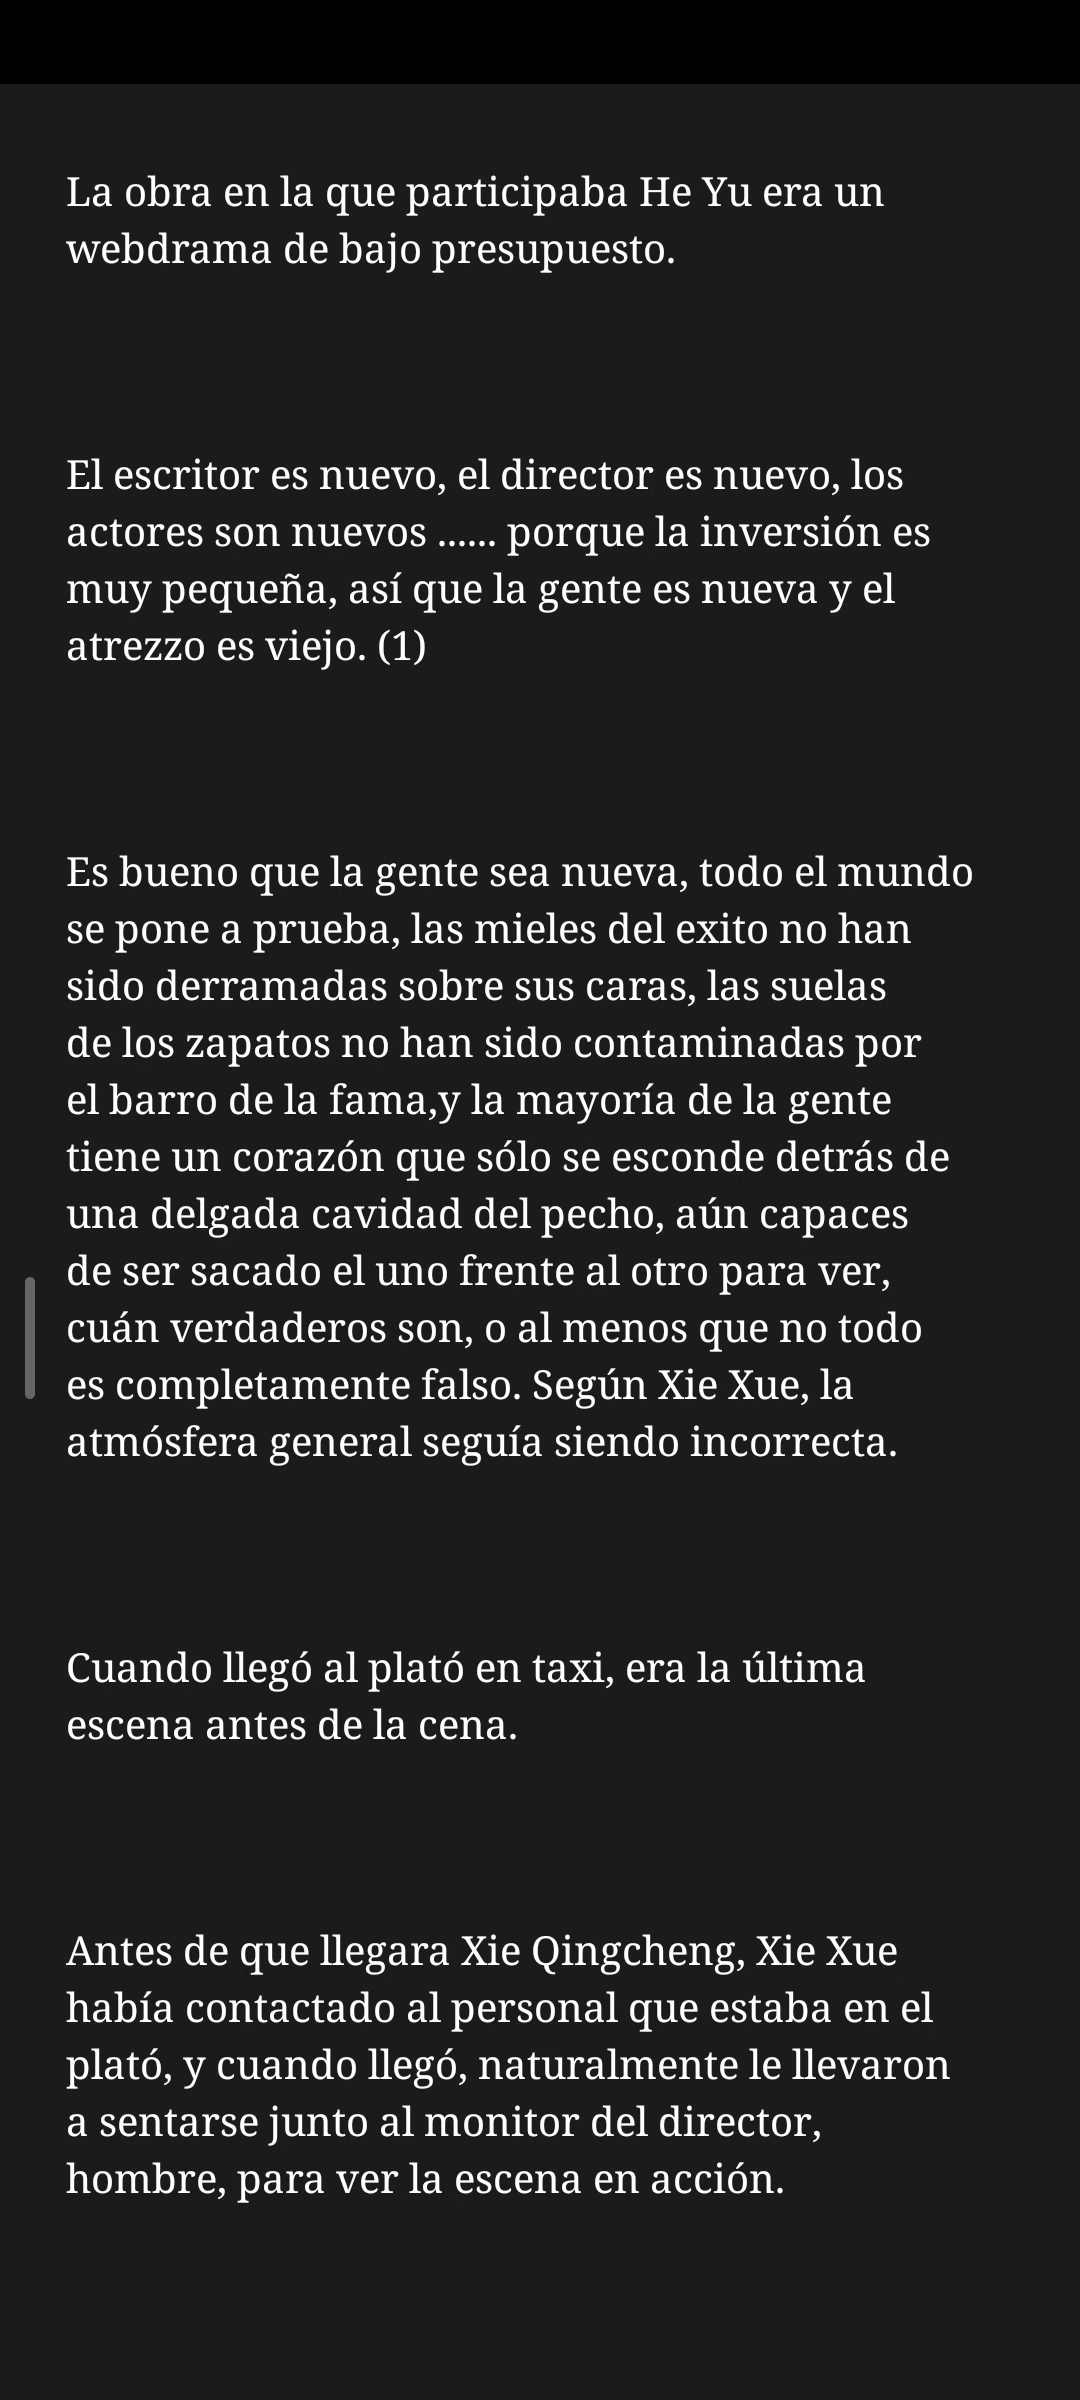 La obra en la que participaba He Yu era un
webdrama de bajo presupuesto.
El escritor es nuevo, el director es nuevo, los
actores son nuevos ...... porque la inversión es
muy pequeña, así que la gente es nueva y el
atrezzo es viejo. (1)
Es bueno que la gente sea nueva, todo el mundo
se pone a prueba, las mieles del exito no han
sido derramadas sobre sus caras, las suelas
de los zapatos no han sido contaminadas por
el barro de la fama,y la mayoría de la gente
tiene un corazón que sólo se esconde detrás de
una delgada cavidad del pecho, aún capaces
de ser sacado el uno frente al otro para ver,
cuán verdaderos son, o al menos que no todo
es completamente falso. Según Xie Xue, la
atmósfera general seguía siendo incorrecta.
Cuando llegó al plató en taxi, era la última
escena antes de la cena.
Antes de que llegara Xie Qingcheng, Xie Xue
había contactado al personal que estaba en el
plató, y cuando llegó, naturalmente le llevaron
a sentarse junto al monitor del director,
hombre, para ver la escena en acción.